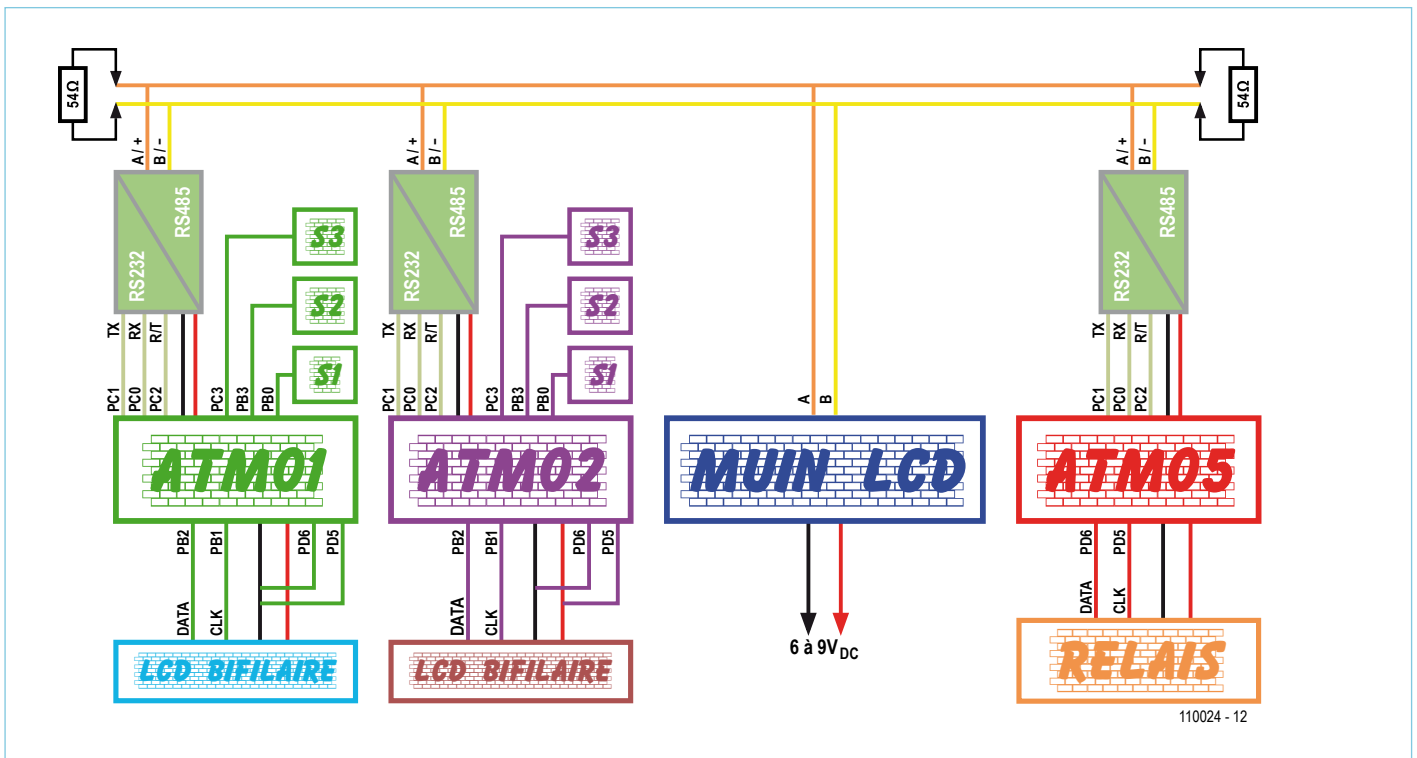 54Ω
54Ω
A / +
B / -
A / +
B / -
A / +
B / -
RS232
RS485
RS232
RS485
RS232
RS485
S3
S2
S1
S3
S2
S1
TX
RX
R/T
TX
RX
R/T
A
B
TX
RX
R/T
PC1
PC0
PC2
PC3
PB3
PB0
PC1
PC0
PC2
PC3
PB3
PB0
PC1
PC0
PC2
ATM01
ATM02
MUIN LCD
ATM05
PB2
PB1
PD6
PD5
PB2
PB1
PD6
PD5
PD6
PD5
DATA
CLK
DATA
CLK
DATA
CLK
6 à 9VDC
LCD BIFILAIRE
LCD BIFILAIRE
RELAIS
110024 - 12